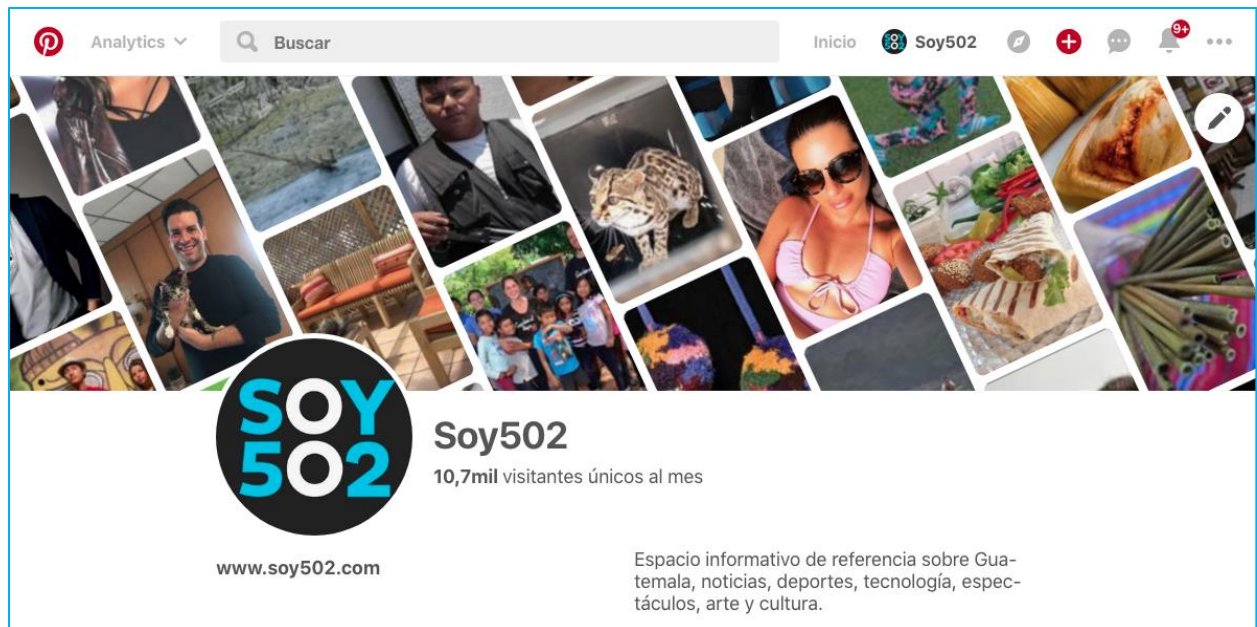 Analytics
Buscar
Inicio
Soy502
9+
SOY
502
Soy502
10,7mil visitantes únicos al mes
www.soy502.com
Espacio informativo de referencia sobre Gua-
temala, noticias, deportes, tecnología, espec-
táculos, arte y cultura.